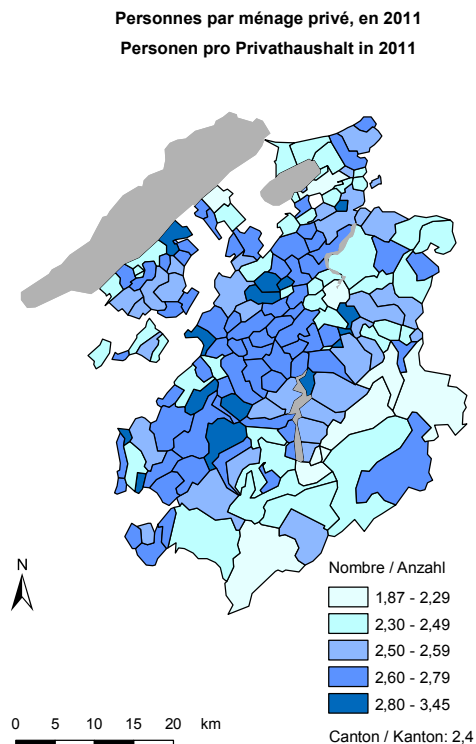 Personnes par ménage privé, en 2011
Personen pro Privathaushalt in 2011
N
Nombre / Anzahl
1,87 - 2,29
2,30 - 2,49
2,50 - 2,59
2,60 - 2,79
2,80 - 3,45
0 5 10 15 20 km
Canton / Kanton: 2,4